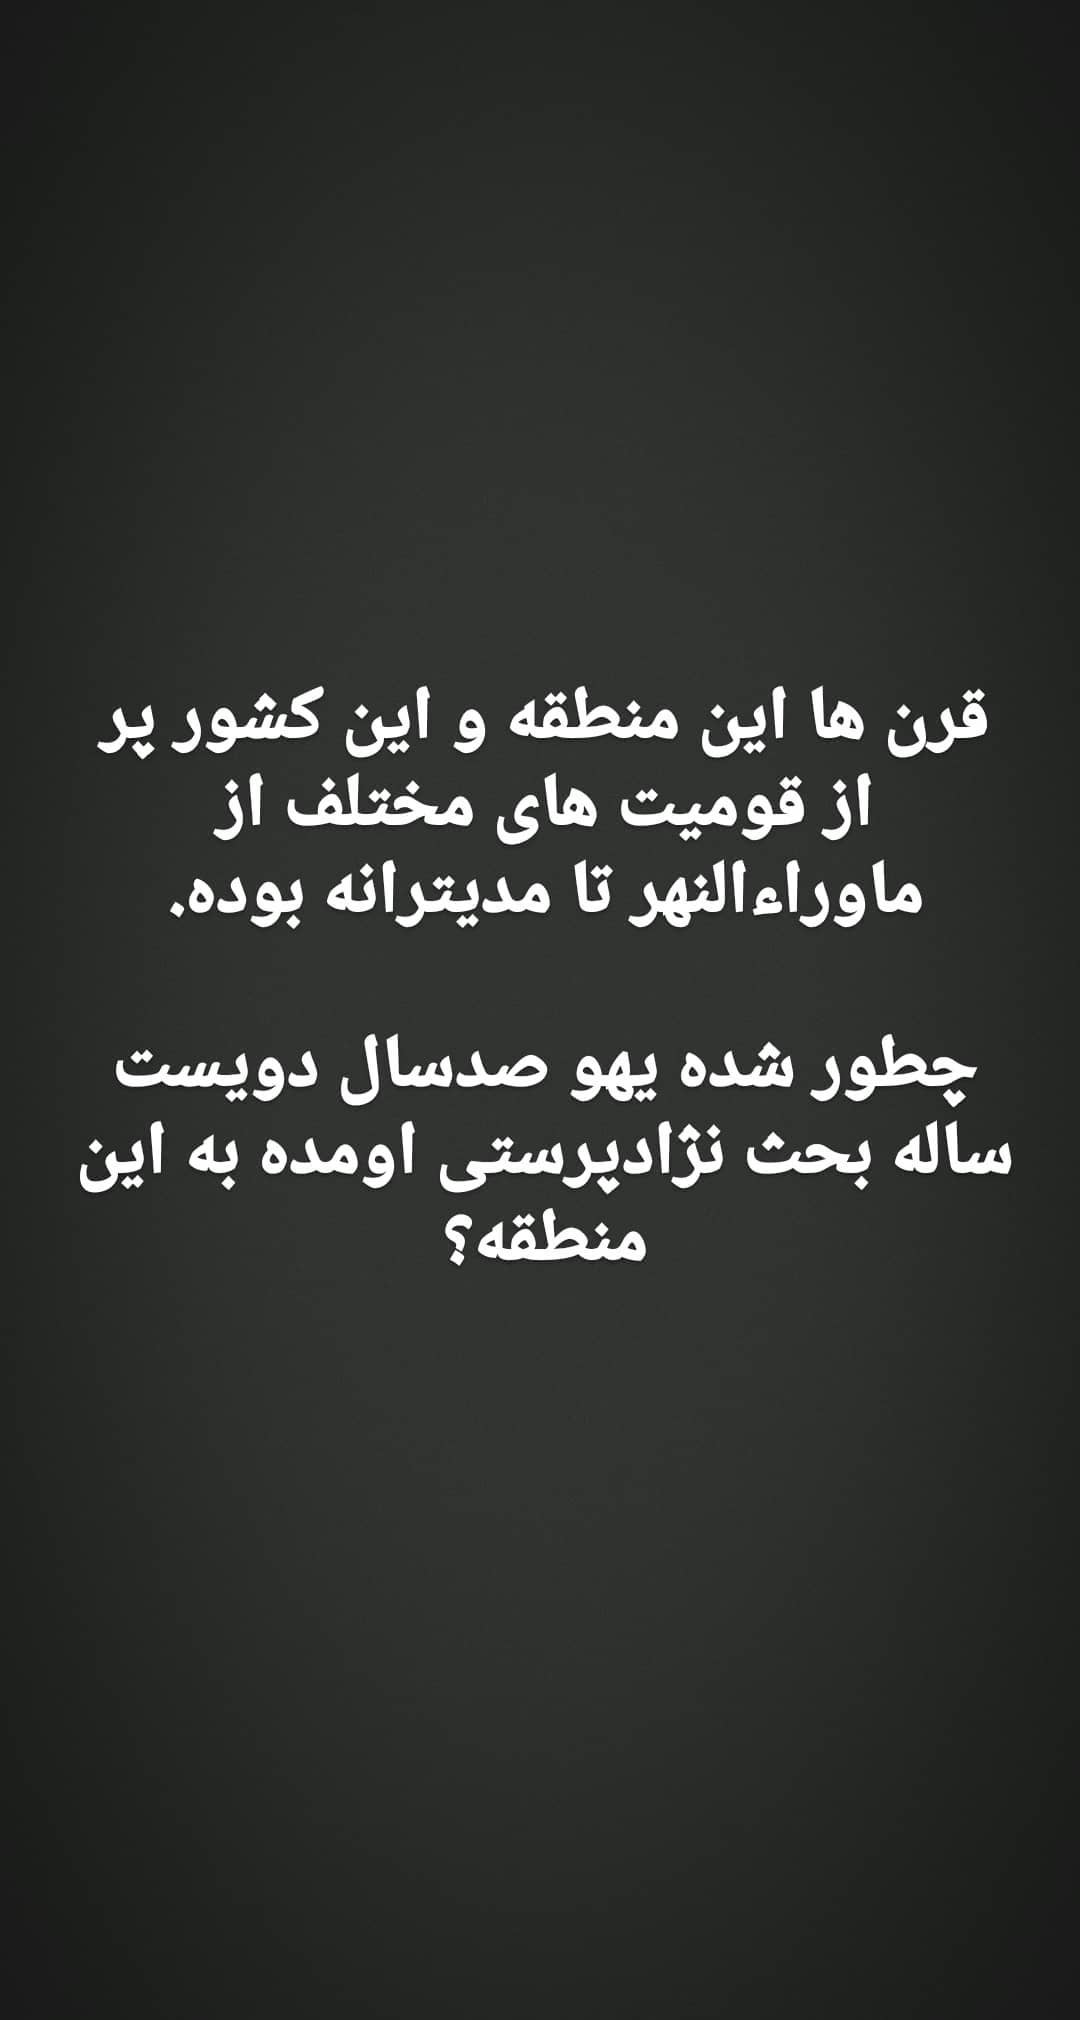 قرن ها این منطقه و این کشور پر
از قومیت های مختلف از
ماوراءالنهر تا مدیترانه بوده.
چطور شده یهو صدسال دویست
ساله بحث نژادپرستی اومده به این
منطقه؟